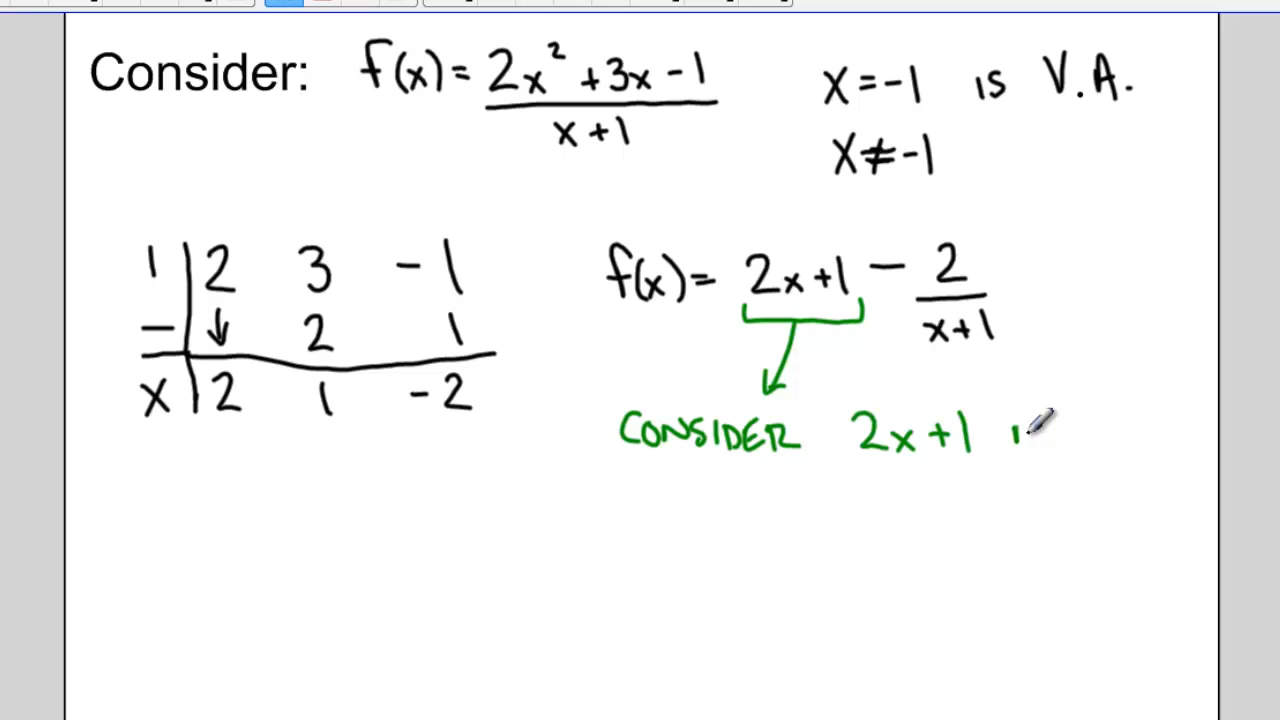 Consider: f(x) = 2x² + 3x - 1 / x + 1
x = -1 is V.A.
x ≠ -1
1 | 2 3 -1
- | ↓ 2 1
x | 2 1 -2
f(x) = 2x + 1 - 2 / x + 1
CONSIDER 2x + 1